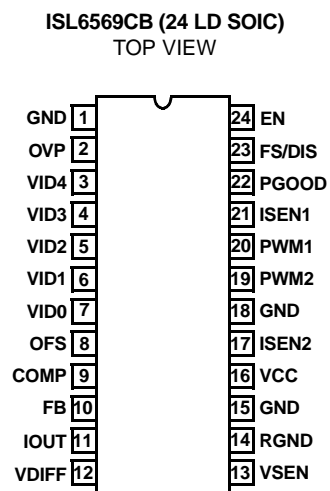 ISL6569CB (24 LD SOIC)
TOP VIEW
GND 1 24 EN
OVP 2 23 FS/DIS
VID4 3 22 PGOOD
VID3 4 21 ISEN1
VID2 5 20 PWM1
VID1 6 19 PWM2
VID0 7 18 GND
OFS 8 17 ISEN2
COMP 9 16 VCC
FB 10 15 GND
IOUT 11 14 RGND
VDIFF 12 13 VSEN